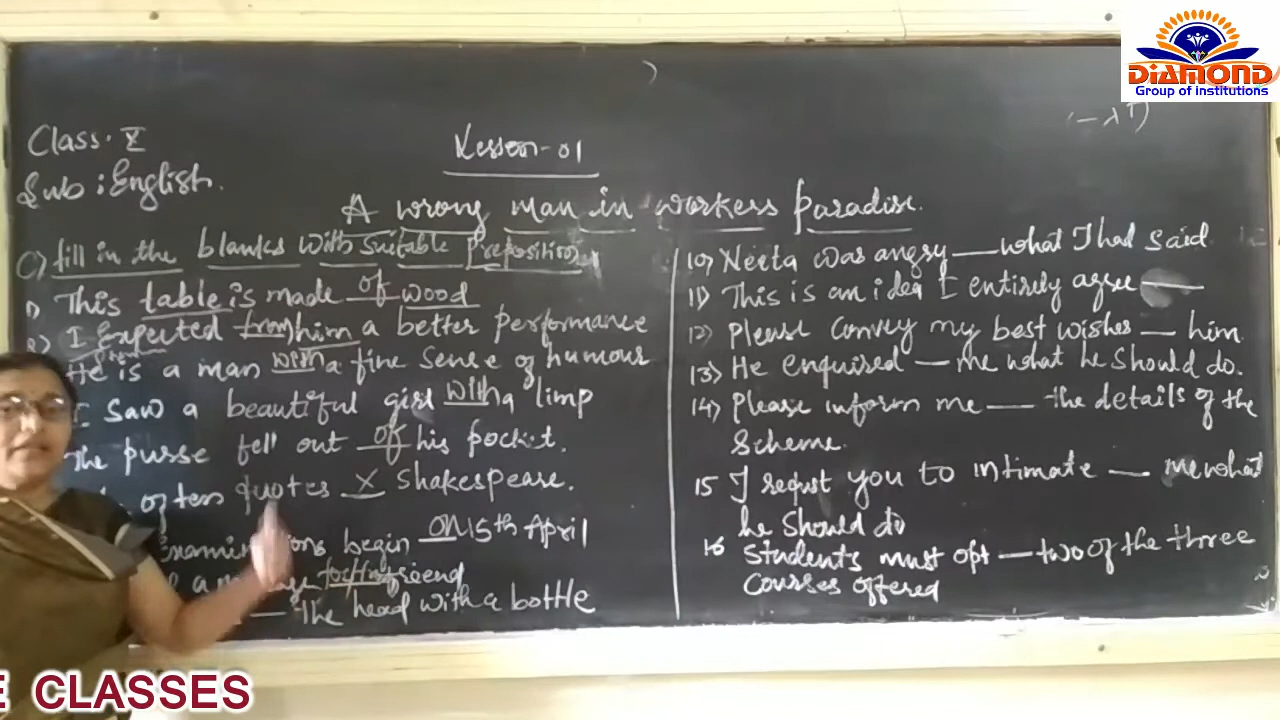 DIAMOND
Group of institutions
Class. X
Sub : English.
Lesson-01
A wrong man in workers paradise.
C) fill in the blanks with suitable preposition
1) This table is made of wood
2) I Expected from him a better performance
He is a man with a fine sense of humour
I saw a beautiful girl with a limp
The purse fell out of his pocket.
often quotes X Shakespeare.
Examinations begin on 15th April
friend
— the head with a bottle
10) Neeta was angry — what I had said
11) This is an idea I entirely agree —
12) Please convey my best wishes — him.
13) He enquired — me what he should do.
14) Please inform me — the details of the
scheme.
15 I requst you to intimate — me what
he should do
16 Students must opt — two of the three
courses offered
E CLASSES